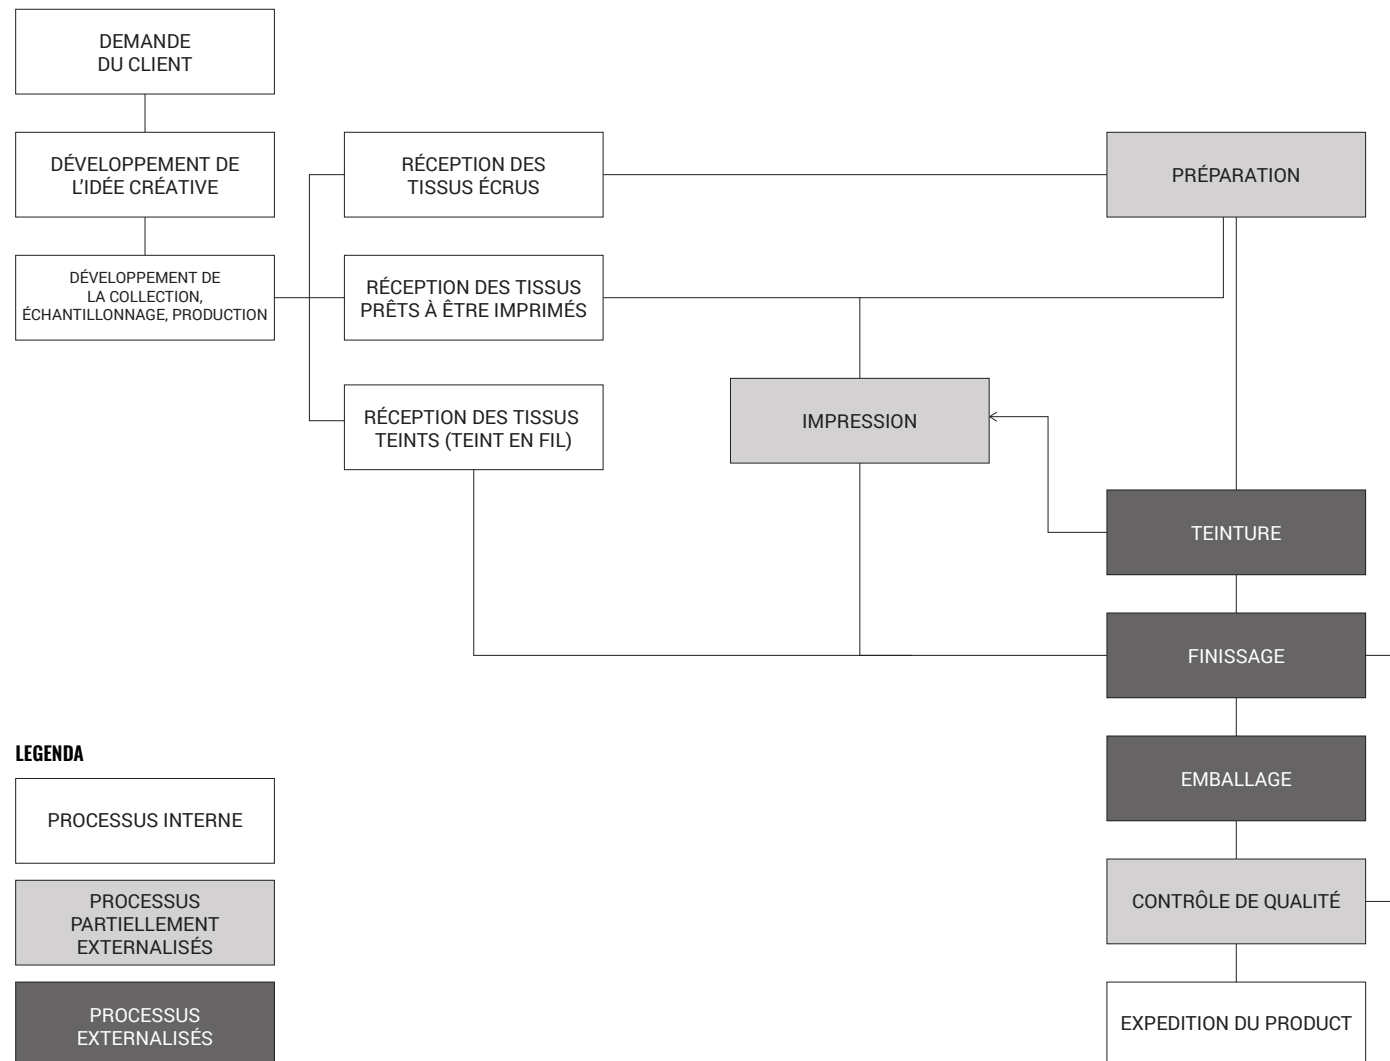 DEMANDE
DU CLIENT
DÉVELOPPEMENT DE
L'IDÉE CRÉATIVE
DÉVELOPPEMENT DE
LA COLLECTION,
ÉCHANTILLONNAGE, PRODUCTION
RÉCEPTION DES
TISSUS ÉCRUS
RÉCEPTION DES TISSUS
PRÊTS À ÊTRE IMPRIMÉS
RÉCEPTION DES TISSUS
TEINTS (TEINT EN FIL)
IMPRESSION
PRÉPARATION
TEINTURE
FINISSAGE
EMBALLAGE
CONTRÔLE DE QUALITÉ
EXPEDITION DU PRODUCT
LEGENDA
PROCESSUS INTERNE
PROCESSUS
PARTIELLEMENT
EXTERNALISÉS
PROCESSUS
EXTERNALISÉS